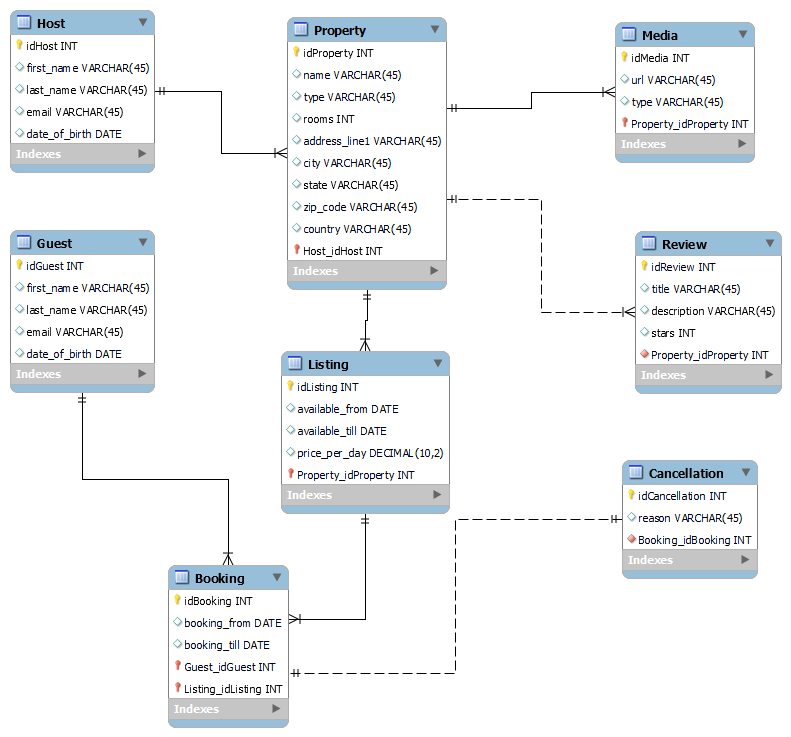 Host
idHost INT
first_name VARCHAR(45)
last_name VARCHAR(45)
email VARCHAR(45)
date_of_birth DATE
Indexes
Property
idProperty INT
name VARCHAR(45)
type VARCHAR(45)
rooms INT
address_line1 VARCHAR(45)
city VARCHAR(45)
state VARCHAR(45)
zip_code VARCHAR(45)
country VARCHAR(45)
Host_idHost INT
Indexes
Media
idMedia INT
url VARCHAR(45)
type VARCHAR(45)
Property_idProperty INT
Indexes
Guest
idGuest INT
first_name VARCHAR(45)
last_name VARCHAR(45)
email VARCHAR(45)
date_of_birth DATE
Indexes
Review
idReview INT
title VARCHAR(45)
description VARCHAR(45)
stars INT
Property_idProperty INT
Indexes
Listing
idListing INT
available_from DATE
available_till DATE
price_per_day DECIMAL(10,2)
Property_idProperty INT
Indexes
Cancellation
idCancellation INT
reason VARCHAR(45)
Booking_idBooking INT
Indexes
Booking
idBooking INT
booking_from DATE
booking_till DATE
Guest_idGuest INT
Listing_idListing INT
Indexes